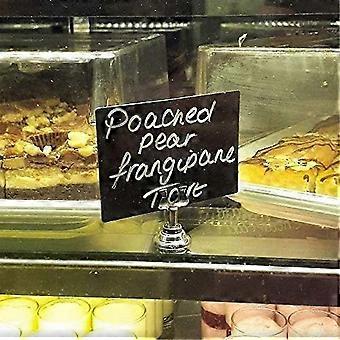 Poached
pear
frangipane
Tart